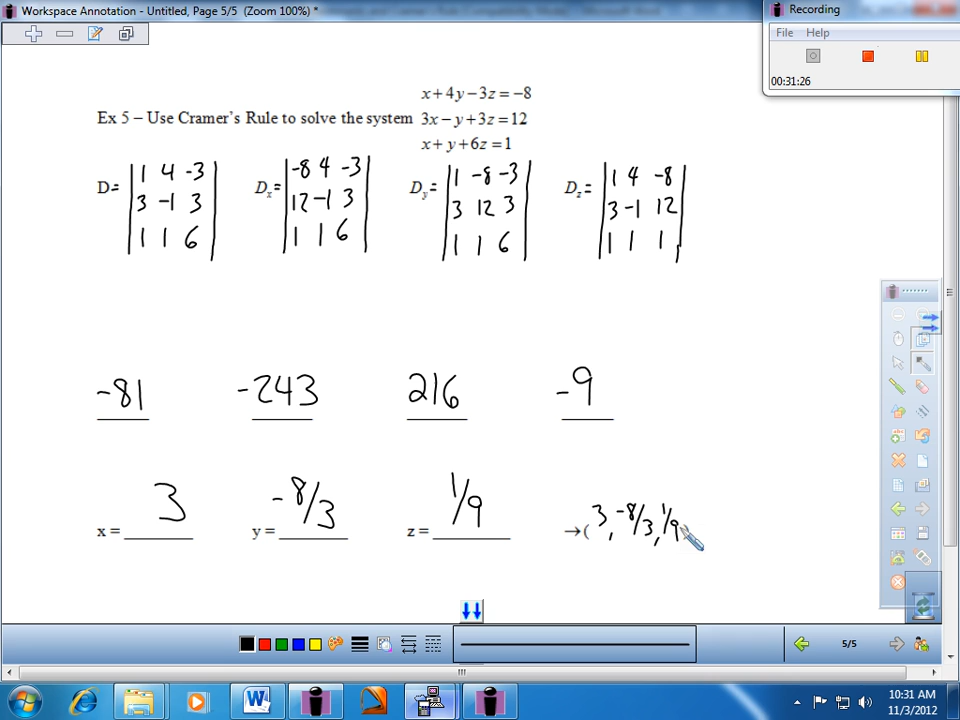 Workspace Annotation - Untitled, Page 5/5 (Zoom 100%) *
Recording
File Help
00:31:26
x + 4y − 3z = −8
Ex 5 – Use Cramer's Rule to solve the system 3x − y + 3z = 12
x + y + 6z = 1
D= |1 4 -3| Dx= |-8 4 -3| Dy= |1 -8 -3| Dz= |1 4 -8|
|3 -1 3| |12 -1 3| |3 12 3| |3 -1 12|
|1 1 6| |1 1 6| |1 1 6| |1 1 1|
-81 -243 216 -9
x = 3 y = -8/3 z = 1/9 →(3, -8/3, 1/9)
5/5
10:31 AM
11/3/2012